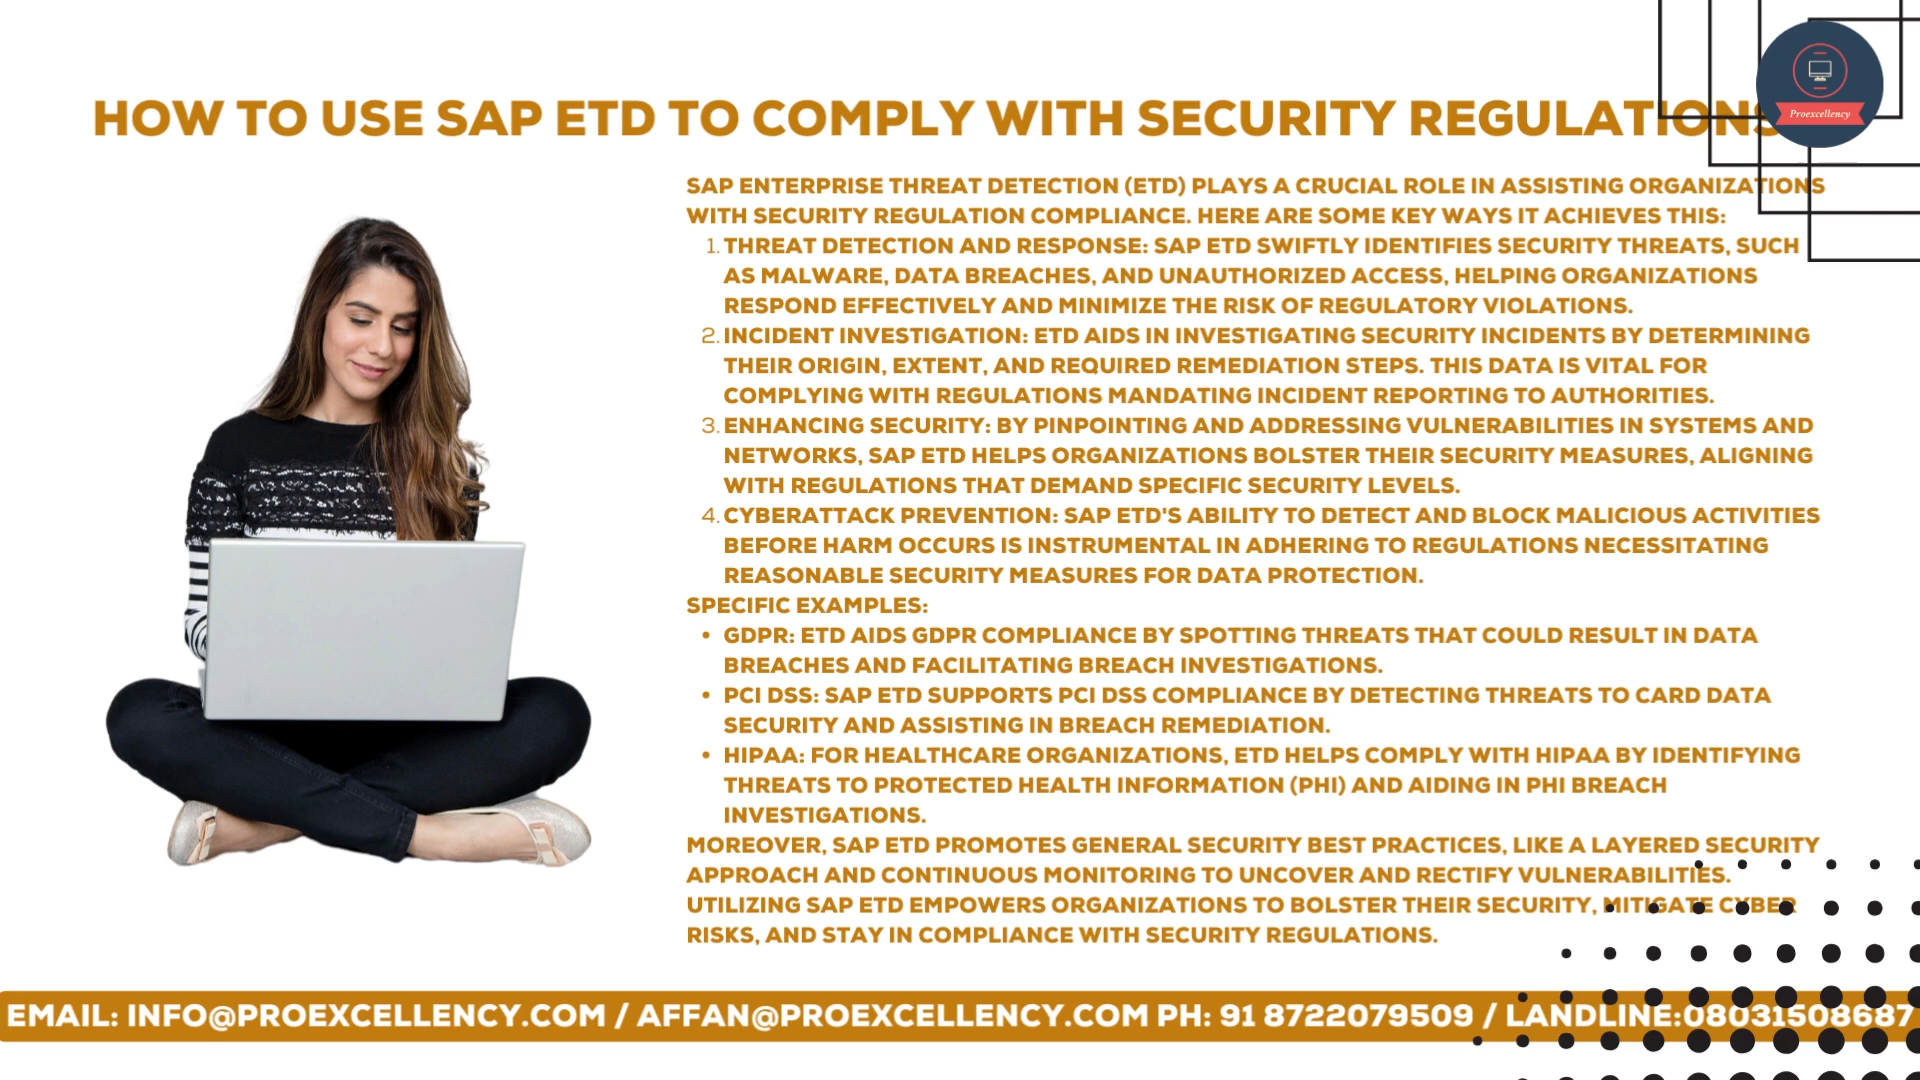 Proexcellency
HOW TO USE SAP ETD TO COMPLY WITH SECURITY REGULATIONS
SAP ENTERPRISE THREAT DETECTION (ETD) PLAYS A CRUCIAL ROLE IN ASSISTING ORGANIZATIONS
WITH SECURITY REGULATION COMPLIANCE. HERE ARE SOME KEY WAYS IT ACHIEVES THIS:
1. THREAT DETECTION AND RESPONSE: SAP ETD SWIFTLY IDENTIFIES SECURITY THREATS, SUCH
AS MALWARE, DATA BREACHES, AND UNAUTHORIZED ACCESS, HELPING ORGANIZATIONS
RESPOND EFFECTIVELY AND MINIMIZE THE RISK OF REGULATORY VIOLATIONS.
2. INCIDENT INVESTIGATION: ETD AIDS IN INVESTIGATING SECURITY INCIDENTS BY DETERMINING
THEIR ORIGIN, EXTENT, AND REQUIRED REMEDIATION STEPS. THIS DATA IS VITAL FOR
COMPLYING WITH REGULATIONS MANDATING INCIDENT REPORTING TO AUTHORITIES.
3. ENHANCING SECURITY: BY PINPOINTING AND ADDRESSING VULNERABILITIES IN SYSTEMS AND
NETWORKS, SAP ETD HELPS ORGANIZATIONS BOLSTER THEIR SECURITY MEASURES, ALIGNING
WITH REGULATIONS THAT DEMAND SPECIFIC SECURITY LEVELS.
4. CYBERATTACK PREVENTION: SAP ETD'S ABILITY TO DETECT AND BLOCK MALICIOUS ACTIVITIES
BEFORE HARM OCCURS IS INSTRUMENTAL IN ADHERING TO REGULATIONS NECESSITATING
REASONABLE SECURITY MEASURES FOR DATA PROTECTION.
SPECIFIC EXAMPLES:
• GDPR: ETD AIDS GDPR COMPLIANCE BY SPOTTING THREATS THAT COULD RESULT IN DATA
BREACHES AND FACILITATING BREACH INVESTIGATIONS.
• PCI DSS: SAP ETD SUPPORTS PCI DSS COMPLIANCE BY DETECTING THREATS TO CARD DATA
SECURITY AND ASSISTING IN BREACH REMEDIATION.
• HIPAA: FOR HEALTHCARE ORGANIZATIONS, ETD HELPS COMPLY WITH HIPAA BY IDENTIFYING
THREATS TO PROTECTED HEALTH INFORMATION (PHI) AND AIDING IN PHI BREACH
INVESTIGATIONS.
MOREOVER, SAP ETD PROMOTES GENERAL SECURITY BEST PRACTICES, LIKE A LAYERED SECURITY
APPROACH AND CONTINUOUS MONITORING TO UNCOVER AND RECTIFY VULNERABILITIES.
UTILIZING SAP ETD EMPOWERS ORGANIZATIONS TO BOLSTER THEIR SECURITY, MITIGATE CYBER
RISKS, AND STAY IN COMPLIANCE WITH SECURITY REGULATIONS.
EMAIL: INFO@PROEXCELLENCY.COM / AFFAN@PROEXCELLENCY.COM PH: 91 8722079509 / LANDLINE:08031508687